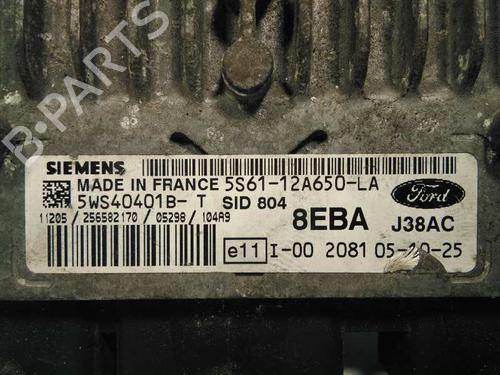 B-PARTS
SIEMENS
MADE IN FRANCE 5S61-12A650-LA
5WS40401B- T SID 804
11205 / 256582170 / 05298 / 104A9
Ford
8EBA J38AC
e11 I-00 2081 05-10-25